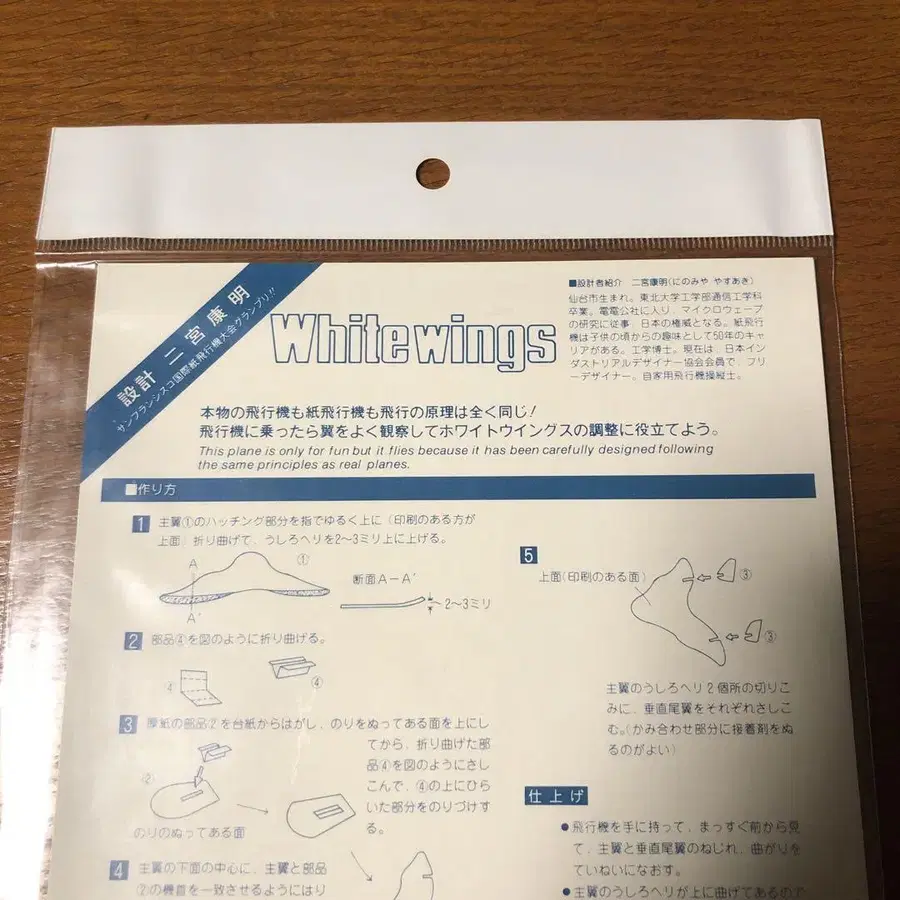 設計 二宮康明
サンフランシスコ国際紙飛行機大会グランプリ!!
Whitewings
■設計者紹介 二宮康明(にのみや やすあき)
仙台市生まれ。東北大学工学部通信工学科
卒業。電電公社に入り、マイクロウェーブ
の研究に従事、日本の権威となる。紙飛行
機は子供の頃からの趣味として50年のキャ
リアがある。工学博士。現在は、日本イン
ダストリアルデザイナー協会会員で、フリ
ーデザイナー。自家用飛行機操縦士。
本物の飛行機も紙飛行機も飛行の原理は全く同じ!
飛行機に乗ったら翼をよく観察してホワイトウイングスの調整に役立てよう。
This plane is only for fun but it flies because it has been carefully designed following
the same principles as real planes.
■作り方
1 主翼①のハッチング部分を指でゆるく上に(印刷のある方が
上面)折り曲げて、うしろヘリを2〜3ミリ上に上げる。
A
①
A'
断面A−A'
2〜3ミリ
2 部品④を図のように折り曲げる。
4
④
3 厚紙の部品②を台紙からはがし、のりをぬってある面を上にし
てから、折り曲げた部
品④を図のようにさし
こんで、④の上にひら
いた部分をのりづけす
る。
②
のりのぬってある面
4 主翼の下面の中心に、主翼と部品
②の機首を一致させるようにはり
5
上面(印刷のある面)
③
③
主翼のうしろヘリ2個所の切りこ
みに、垂直尾翼をそれぞれさしこ
む。(かみ合わせ部分に接着剤をぬ
るのがよい)
仕上げ
●飛行機を手に持って、まっすぐ前から見
て、主翼と垂直尾翼のねじれ、曲がりを
ていねいになおす。
●主翼のうしろヘリが上に曲げてあるので